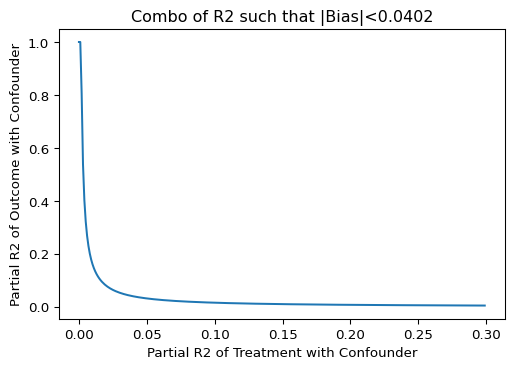 Combo of R2 such that |Bias|<0.0402
Partial R2 of Outcome with Confounder
1.0
0.8
0.6
0.4
0.2
0.0
0.00 0.05 0.10 0.15 0.20 0.25 0.30
Partial R2 of Treatment with Confounder